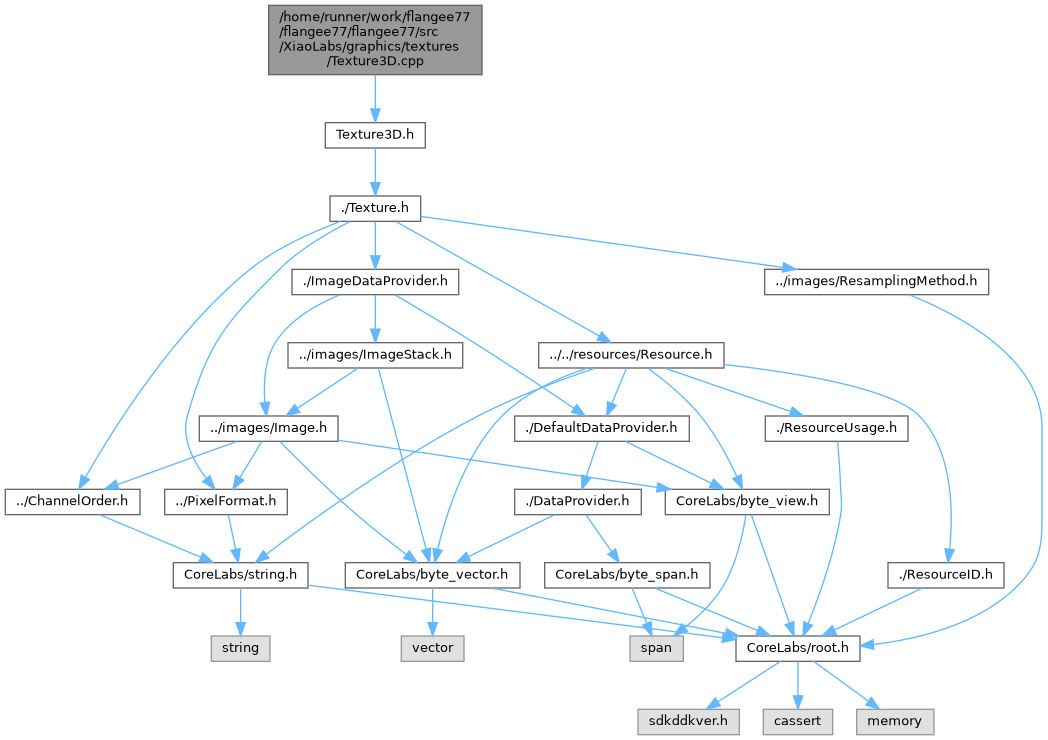 /home/runner/work/flangee77
/flangee77/flangee77/src
/XiaoLabs/graphics/textures
/Texture3D.cpp
Texture3D.h
./Texture.h
./ImageDataProvider.h
../images/ResamplingMethod.h
../images/ImageStack.h
../../resources/Resource.h
../images/Image.h
./DefaultDataProvider.h
./ResourceUsage.h
../ChannelOrder.h
../PixelFormat.h
./DataProvider.h
CoreLabs/byte_view.h
CoreLabs/string.h
CoreLabs/byte_vector.h
CoreLabs/byte_span.h
./ResourceID.h
string
vector
span
CoreLabs/root.h
sdkddkver.h
cassert
memory